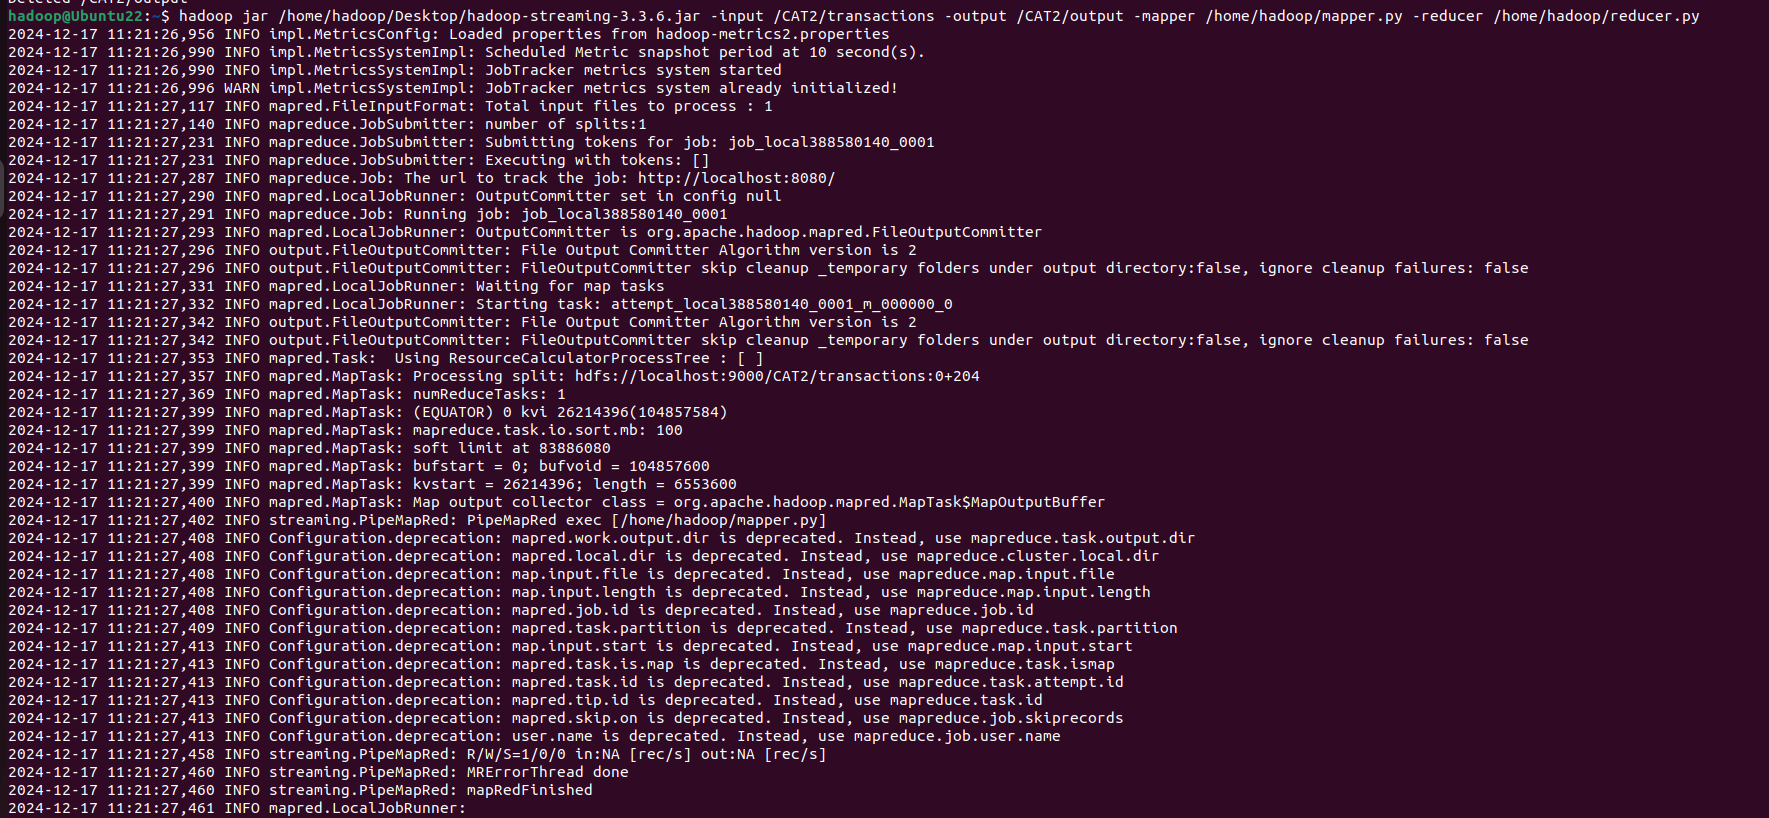 Deleted /CAT2/output
hadoop@Ubuntu22:~$ hadoop jar /home/hadoop/Desktop/hadoop-streaming-3.3.6.jar -input /CAT2/transactions -output /CAT2/output -mapper /home/hadoop/mapper.py -reducer /home/hadoop/reducer.py
2024-12-17 11:21:26,956 INFO impl.MetricsConfig: Loaded properties from hadoop-metrics2.properties
2024-12-17 11:21:26,990 INFO impl.MetricsSystemImpl: Scheduled Metric snapshot period at 10 second(s).
2024-12-17 11:21:26,990 INFO impl.MetricsSystemImpl: JobTracker metrics system started
2024-12-17 11:21:26,996 WARN impl.MetricsSystemImpl: JobTracker metrics system already initialized!
2024-12-17 11:21:27,117 INFO mapred.FileInputFormat: Total input files to process : 1
2024-12-17 11:21:27,140 INFO mapreduce.JobSubmitter: number of splits:1
2024-12-17 11:21:27,231 INFO mapreduce.JobSubmitter: Submitting tokens for job: job_local388580140_0001
2024-12-17 11:21:27,231 INFO mapreduce.JobSubmitter: Executing with tokens: []
2024-12-17 11:21:27,287 INFO mapreduce.Job: The url to track the job: http://localhost:8080/
2024-12-17 11:21:27,290 INFO mapred.LocalJobRunner: OutputCommitter set in config null
2024-12-17 11:21:27,291 INFO mapreduce.Job: Running job: job_local388580140_0001
2024-12-17 11:21:27,293 INFO mapred.LocalJobRunner: OutputCommitter is org.apache.hadoop.mapred.FileOutputCommitter
2024-12-17 11:21:27,296 INFO output.FileOutputCommitter: File Output Committer Algorithm version is 2
2024-12-17 11:21:27,296 INFO output.FileOutputCommitter: FileOutputCommitter skip cleanup _temporary folders under output directory:false, ignore cleanup failures: false
2024-12-17 11:21:27,331 INFO mapred.LocalJobRunner: Waiting for map tasks
2024-12-17 11:21:27,332 INFO mapred.LocalJobRunner: Starting task: attempt_local388580140_0001_m_000000_0
2024-12-17 11:21:27,342 INFO output.FileOutputCommitter: File Output Committer Algorithm version is 2
2024-12-17 11:21:27,342 INFO output.FileOutputCommitter: FileOutputCommitter skip cleanup _temporary folders under output directory:false, ignore cleanup failures: false
2024-12-17 11:21:27,353 INFO mapred.Task:  Using ResourceCalculatorProcessTree : [ ]
2024-12-17 11:21:27,357 INFO mapred.MapTask: Processing split: hdfs://localhost:9000/CAT2/transactions:0+204
2024-12-17 11:21:27,369 INFO mapred.MapTask: numReduceTasks: 1
2024-12-17 11:21:27,399 INFO mapred.MapTask: (EQUATOR) 0 kvi 26214396(104857584)
2024-12-17 11:21:27,399 INFO mapred.MapTask: mapreduce.task.io.sort.mb: 100
2024-12-17 11:21:27,399 INFO mapred.MapTask: soft limit at 83886080
2024-12-17 11:21:27,399 INFO mapred.MapTask: bufstart = 0; bufvoid = 104857600
2024-12-17 11:21:27,399 INFO mapred.MapTask: kvstart = 26214396; length = 6553600
2024-12-17 11:21:27,400 INFO mapred.MapTask: Map output collector class = org.apache.hadoop.mapred.MapTask$MapOutputBuffer
2024-12-17 11:21:27,402 INFO streaming.PipeMapRed: PipeMapRed exec [/home/hadoop/mapper.py]
2024-12-17 11:21:27,408 INFO Configuration.deprecation: mapred.work.output.dir is deprecated. Instead, use mapreduce.task.output.dir
2024-12-17 11:21:27,408 INFO Configuration.deprecation: mapred.local.dir is deprecated. Instead, use mapreduce.cluster.local.dir
2024-12-17 11:21:27,408 INFO Configuration.deprecation: map.input.file is deprecated. Instead, use mapreduce.map.input.file
2024-12-17 11:21:27,408 INFO Configuration.deprecation: map.input.length is deprecated. Instead, use mapreduce.map.input.length
2024-12-17 11:21:27,408 INFO Configuration.deprecation: mapred.job.id is deprecated. Instead, use mapreduce.job.id
2024-12-17 11:21:27,409 INFO Configuration.deprecation: mapred.task.partition is deprecated. Instead, use mapreduce.task.partition
2024-12-17 11:21:27,413 INFO Configuration.deprecation: map.input.start is deprecated. Instead, use mapreduce.map.input.start
2024-12-17 11:21:27,413 INFO Configuration.deprecation: mapred.task.is.map is deprecated. Instead, use mapreduce.task.ismap
2024-12-17 11:21:27,413 INFO Configuration.deprecation: mapred.task.id is deprecated. Instead, use mapreduce.task.attempt.id
2024-12-17 11:21:27,413 INFO Configuration.deprecation: mapred.tip.id is deprecated. Instead, use mapreduce.task.id
2024-12-17 11:21:27,413 INFO Configuration.deprecation: mapred.skip.on is deprecated. Instead, use mapreduce.job.skiprecords
2024-12-17 11:21:27,413 INFO Configuration.deprecation: user.name is deprecated. Instead, use mapreduce.job.user.name
2024-12-17 11:21:27,458 INFO streaming.PipeMapRed: R/W/S=1/0/0 in:NA [rec/s] out:NA [rec/s]
2024-12-17 11:21:27,460 INFO streaming.PipeMapRed: MRErrorThread done
2024-12-17 11:21:27,460 INFO streaming.PipeMapRed: mapRedFinished
2024-12-17 11:21:27,461 INFO mapred.LocalJobRunner: